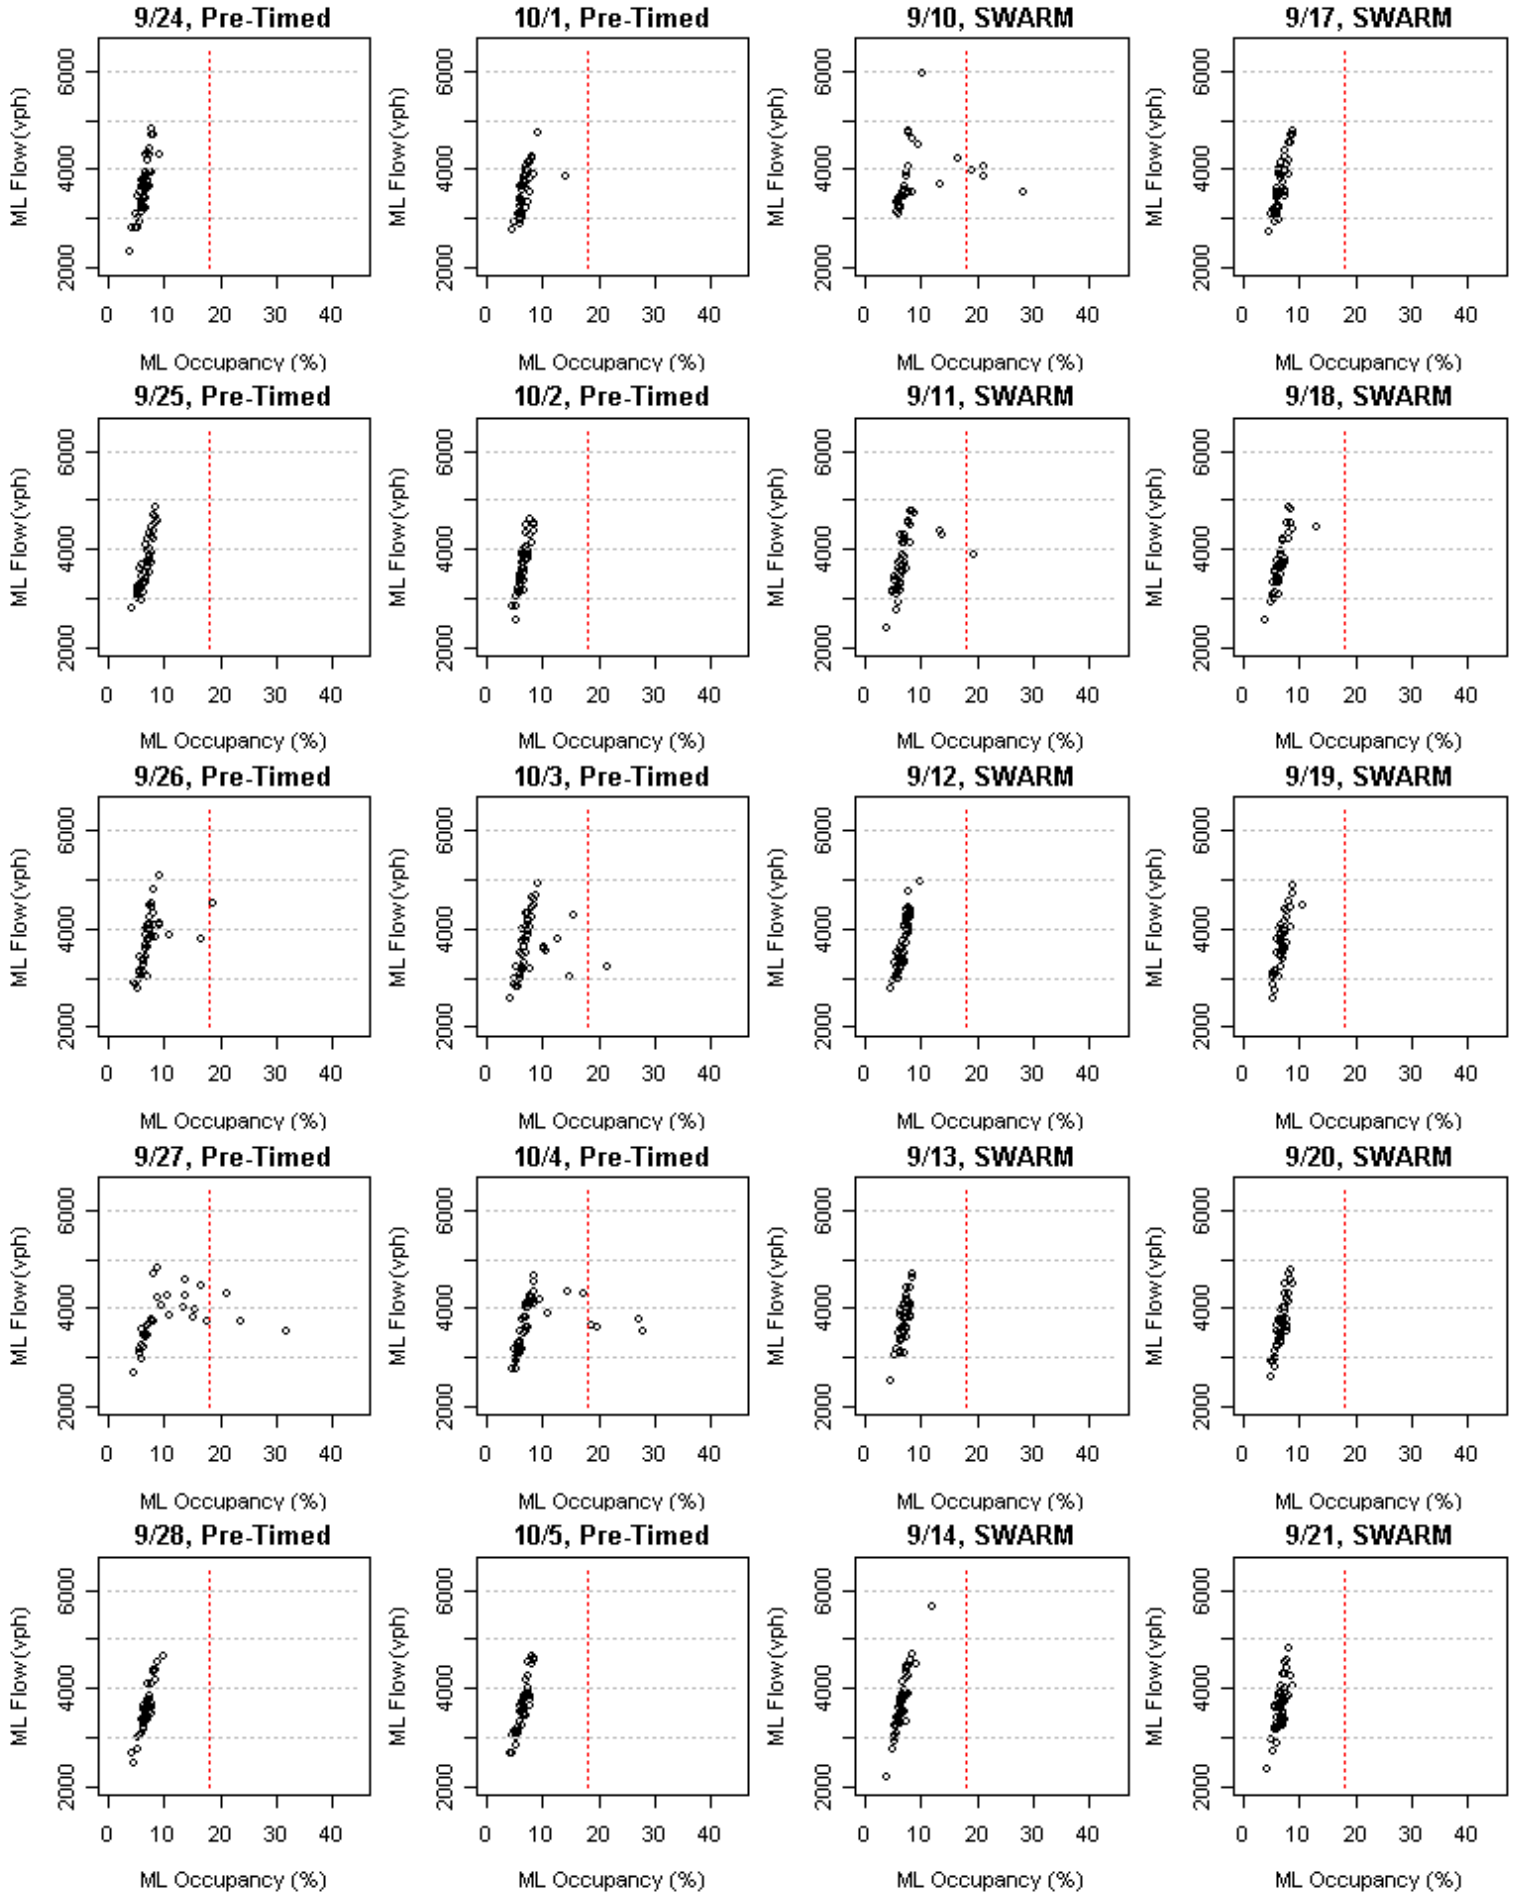 9/24, Pre-Timed 10/1, Pre-Timed 9/10, SWARM 9/17, SWARM
ML Flow(vph) 2000 4000 6000 ML Flow(vph) 2000 4000 6000 ML Flow(vph) 2000 4000 6000 ML Flow(vph) 2000 4000 6000
0 10 20 30 40 0 10 20 30 40 0 10 20 30 40 0 10 20 30 40
ML Occupancy (%) ML Occupancy (%) ML Occupancy (%) ML Occupancy (%)
9/25, Pre-Timed 10/2, Pre-Timed 9/11, SWARM 9/18, SWARM
ML Flow(vph) 2000 4000 6000 ML Flow(vph) 2000 4000 6000 ML Flow(vph) 2000 4000 6000 ML Flow(vph) 2000 4000 6000
0 10 20 30 40 0 10 20 30 40 0 10 20 30 40 0 10 20 30 40
ML Occupancy (%) ML Occupancy (%) ML Occupancy (%) ML Occupancy (%)
9/26, Pre-Timed 10/3, Pre-Timed 9/12, SWARM 9/19, SWARM
ML Flow(vph) 2000 4000 6000 ML Flow(vph) 2000 4000 6000 ML Flow(vph) 2000 4000 6000 ML Flow(vph) 2000 4000 6000
0 10 20 30 40 0 10 20 30 40 0 10 20 30 40 0 10 20 30 40
ML Occupancy (%) ML Occupancy (%) ML Occupancy (%) ML Occupancy (%)
9/27, Pre-Timed 10/4, Pre-Timed 9/13, SWARM 9/20, SWARM
ML Flow(vph) 2000 4000 6000 ML Flow(vph) 2000 4000 6000 ML Flow(vph) 2000 4000 6000 ML Flow(vph) 2000 4000 6000
0 10 20 30 40 0 10 20 30 40 0 10 20 30 40 0 10 20 30 40
ML Occupancy (%) ML Occupancy (%) ML Occupancy (%) ML Occupancy (%)
9/28, Pre-Timed 10/5, Pre-Timed 9/14, SWARM 9/21, SWARM
ML Flow(vph) 2000 4000 6000 ML Flow(vph) 2000 4000 6000 ML Flow(vph) 2000 4000 6000 ML Flow(vph) 2000 4000 6000
0 10 20 30 40 0 10 20 30 40 0 10 20 30 40 0 10 20 30 40
ML Occupancy (%) ML Occupancy (%) ML Occupancy (%) ML Occupancy (%)